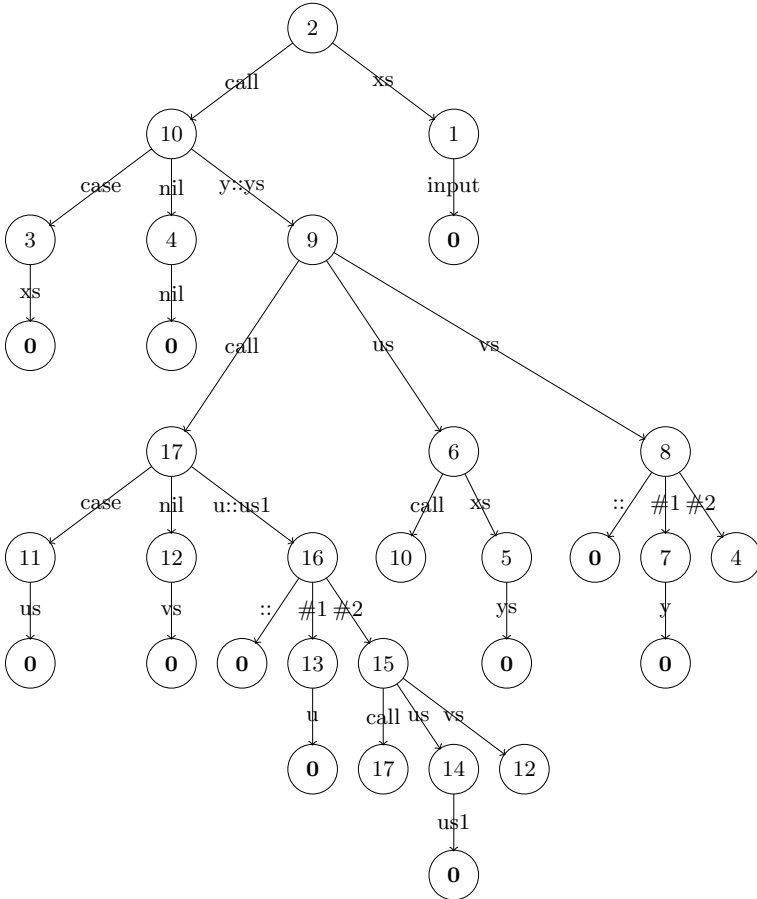 2
call xs
10 1
case nil y::ys input
3 4 9 0
xs nil
0 0 call us vs
17 6 8
case nil u::us1 call xs :: #1 #2
11 12 16 10 5 0 7 4
us vs :: #1 #2 ys y
0 0 0 13 15 0 0
u call us vs
0 17 14 12
us1
0